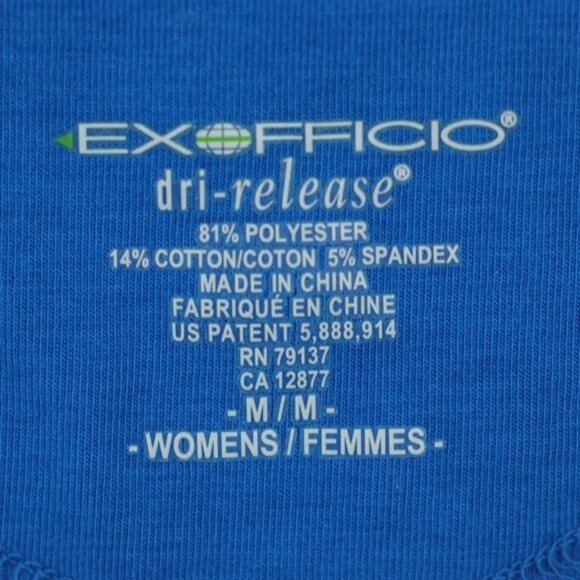 EXOFFICIO®
dri-release®
81% POLYESTER
14% COTTON/COTON 5% SPANDEX
MADE IN CHINA
FABRIQUÉ EN CHINE
US PATENT 5,888,914
RN 79137
CA 12877
- M / M -
- WOMENS / FEMMES -